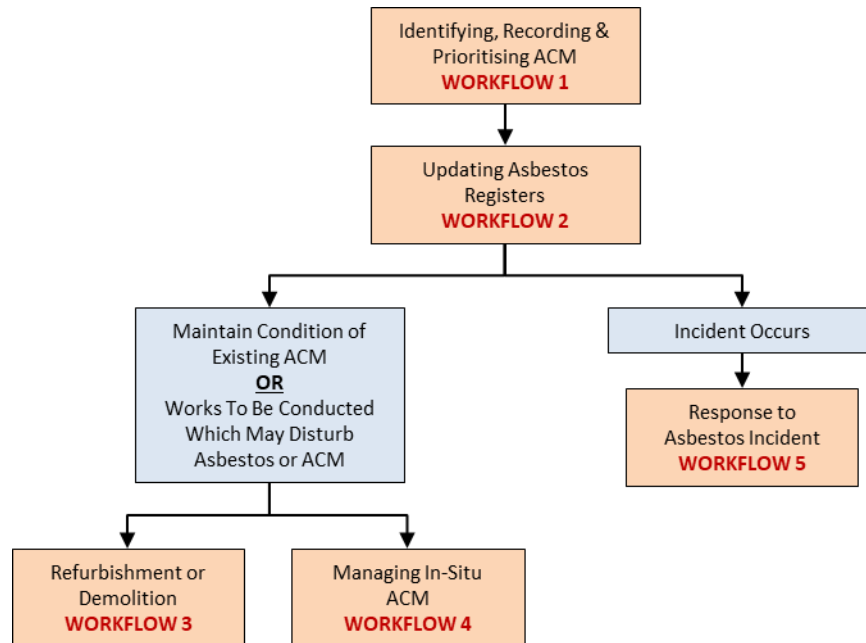 Identifying, Recording &
Prioritising ACM
WORKFLOW 1
Updating Asbestos
Registers
WORKFLOW 2
Maintain Condition of
Existing ACM
OR
Works To Be Conducted
Which May Disturb
Asbestos or ACM
Incident Occurs
Response to
Asbestos Incident
WORKFLOW 5
Refurbishment or
Demolition
WORKFLOW 3
Managing In-Situ
ACM
WORKFLOW 4